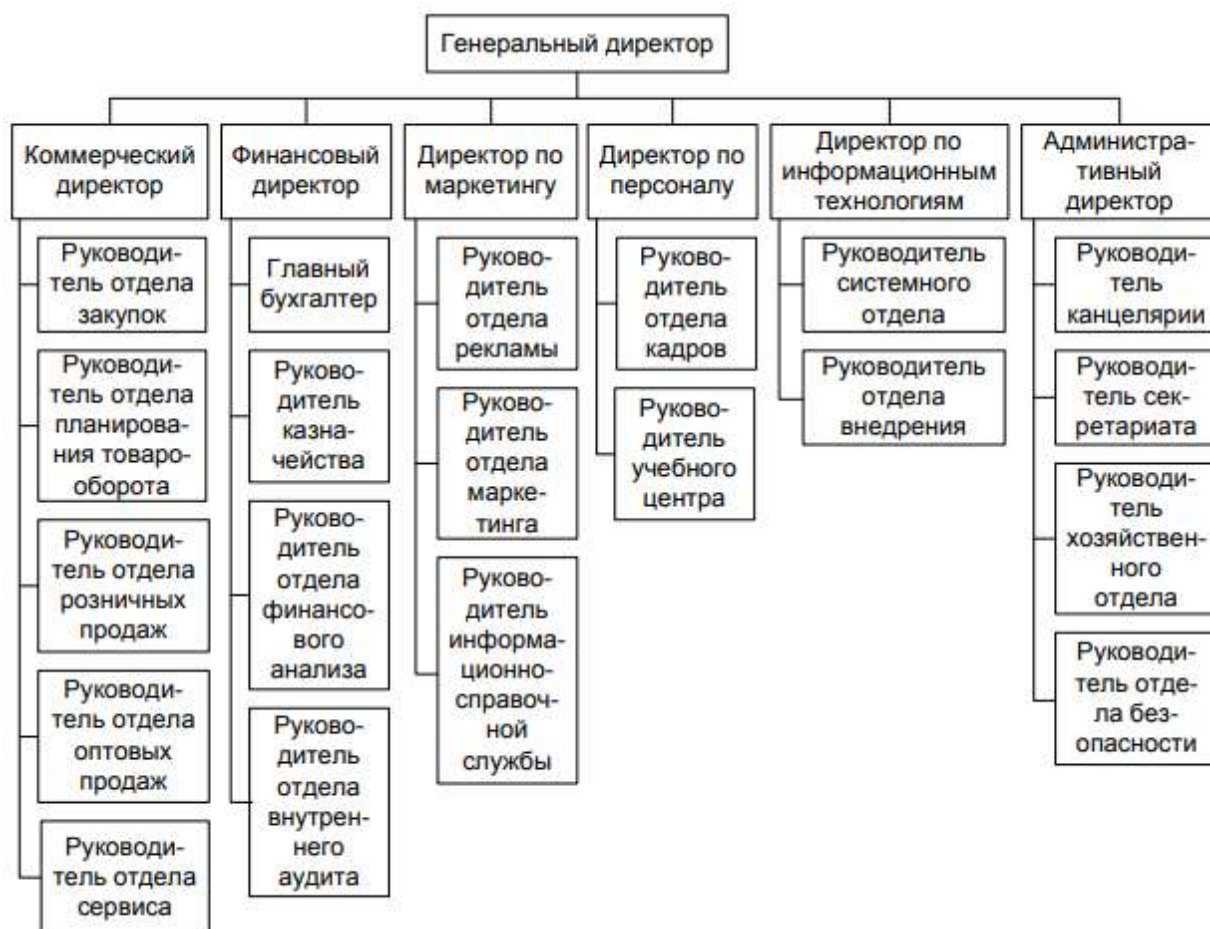 Генеральный директор
Коммерческий
директор
Финансовый
директор
Директор по
маркетингу
Директор по
персоналу
Директор по
информационным
технологиям
Администра-
тивный
директор
Руководи-
тель отдела
закупок
Руководи-
тель отдела
планирова-
ния товаро-
оборота
Руководи-
тель отдела
розничных
продаж
Руководи-
тель отдела
оптовых
продаж
Руководи-
тель отдела
сервиса
Главный
бухгалтер
Руково-
дитель
казна-
чейства
Руково-
дитель
отдела
финансо-
вого
анализа
Руково-
дитель
отдела
внутрен-
него
аудита
Руково-
дитель
отдела
рекламы
Руково-
дитель
отдела
марке-
тинга
Руково-
дитель
информа-
ционно-
справоч-
ной
службы
Руково-
дитель
отдела
кадров
Руково-
дитель
учебного
центра
Руководитель
системного
отдела
Руководитель
отдела
внедрения
Руководи-
тель
канцелярии
Руководи-
тель сек-
ретариата
Руководи-
тель
хозяйствен-
ного
отдела
Руководи-
тель отде-
ла без-
опасности